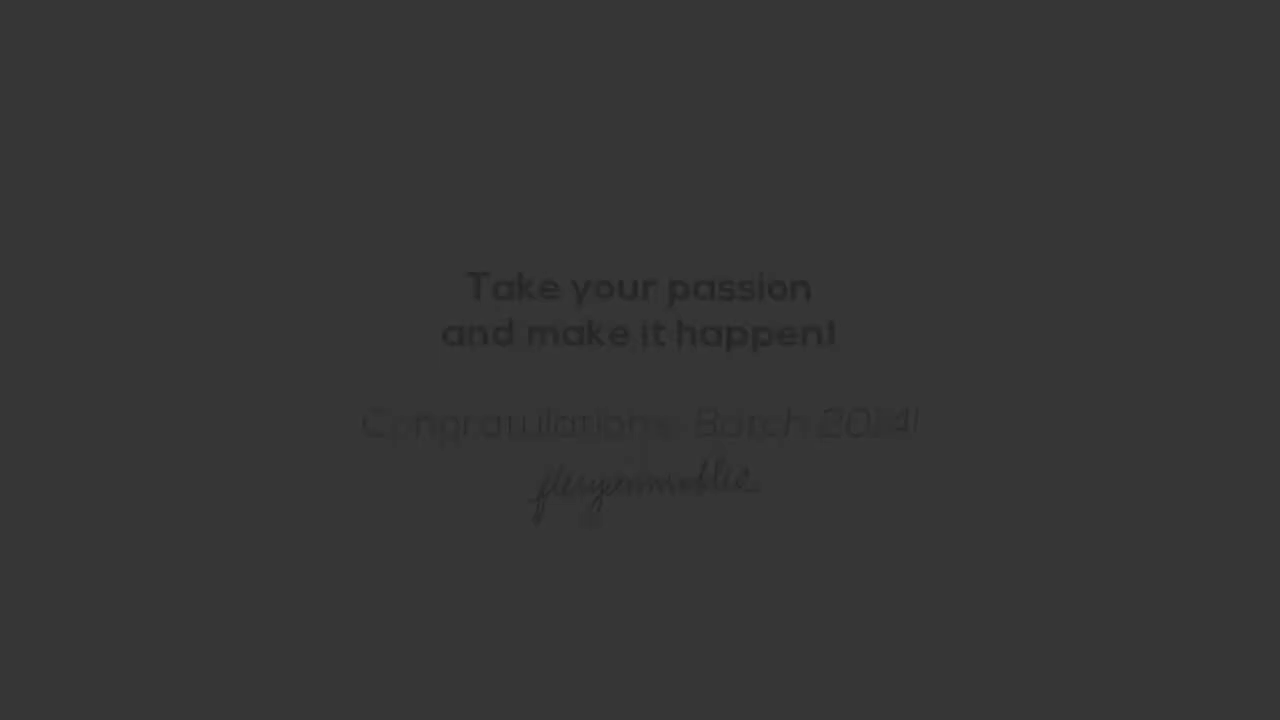 Take your passion
and make it happen!
Congratulations Batch 2014!